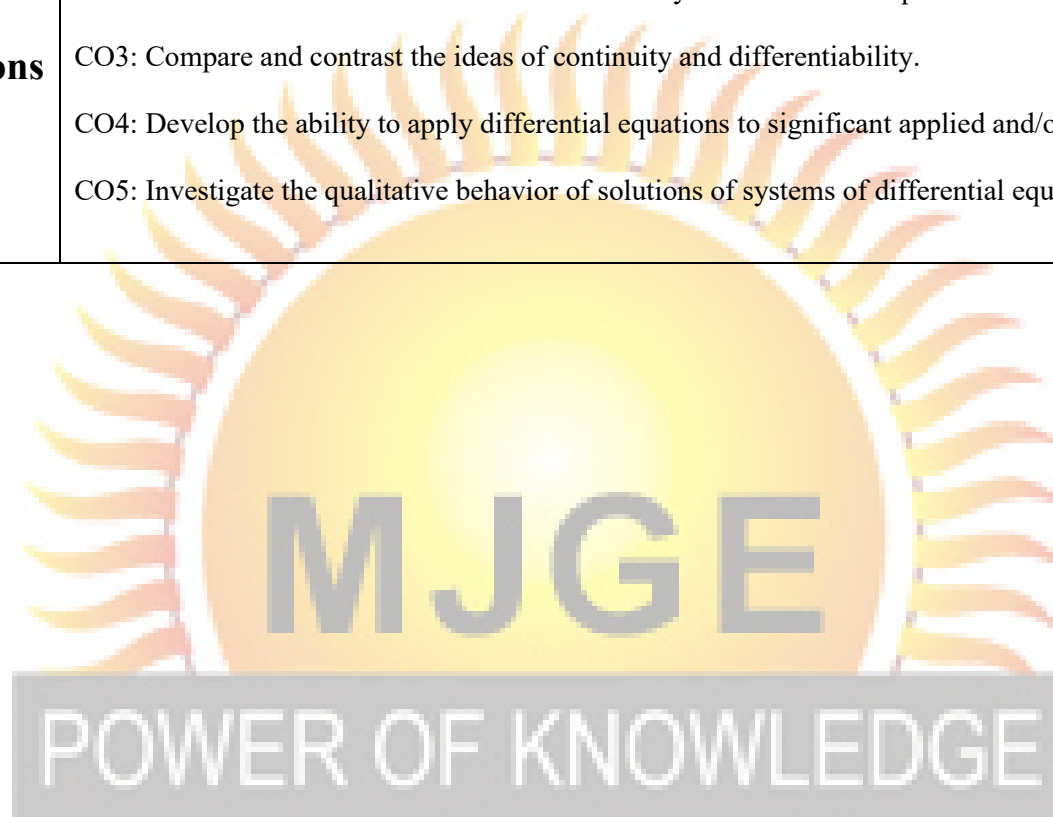 ons
CO3: Compare and contrast the ideas of continuity and differentiability.
CO4: Develop the ability to apply differential equations to significant applied and/o
CO5: Investigate the qualitative behavior of solutions of systems of differential equ
MJGE
POWER OF KNOWLEDGE